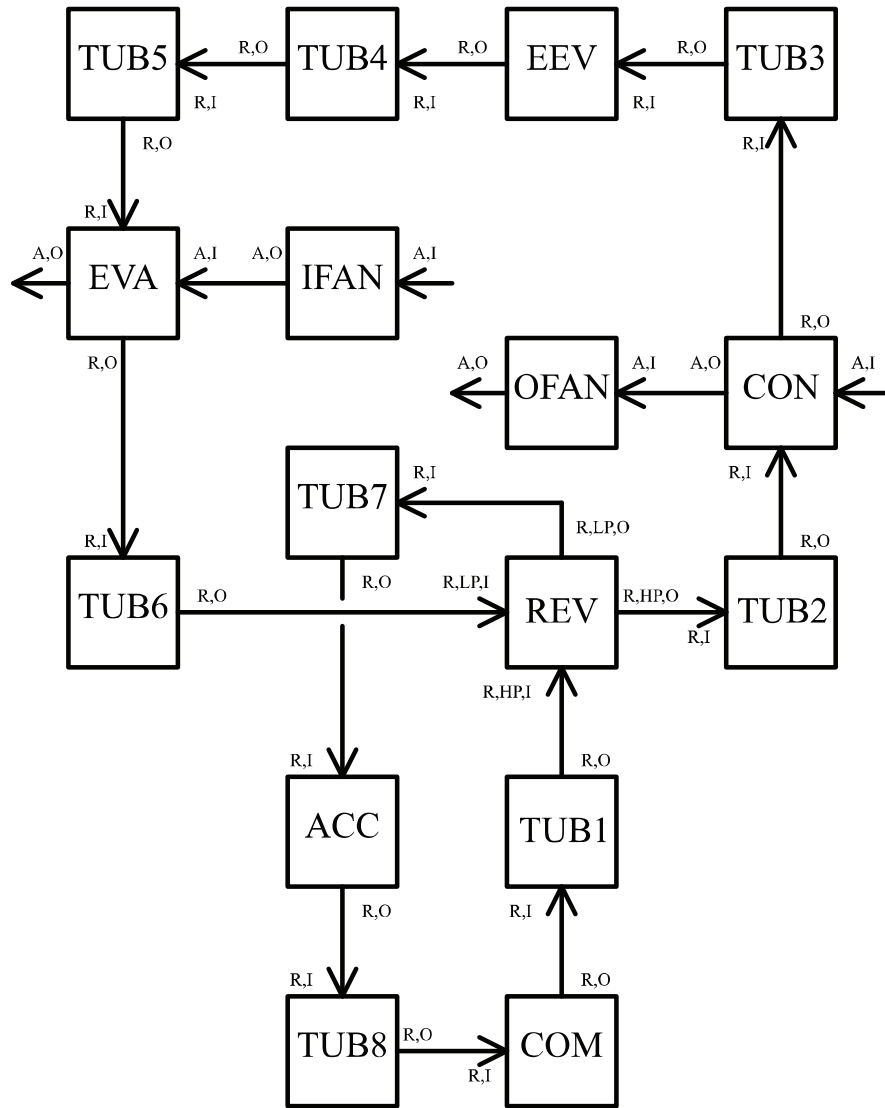 TUB5
R,O
R,I
TUB4
R,O
R,I
EEV
R,O
R,I
TUB3
R,O
R,I
R,I
A,O
EVA
A,I
A,O
IFAN
A,I
R,O
R,O
A,O
OFAN
A,I
A,O
CON
A,I
R,I
TUB7
R,I
R,LP,O
R,O
R,O
R,I
TUB6
R,O
R,LP,I
REV
R,HP,O
R,I
TUB2
R,HP,I
R,I
R,O
ACC
TUB1
R,O
R,I
R,I
R,O
TUB8
R,O
R,I
COM